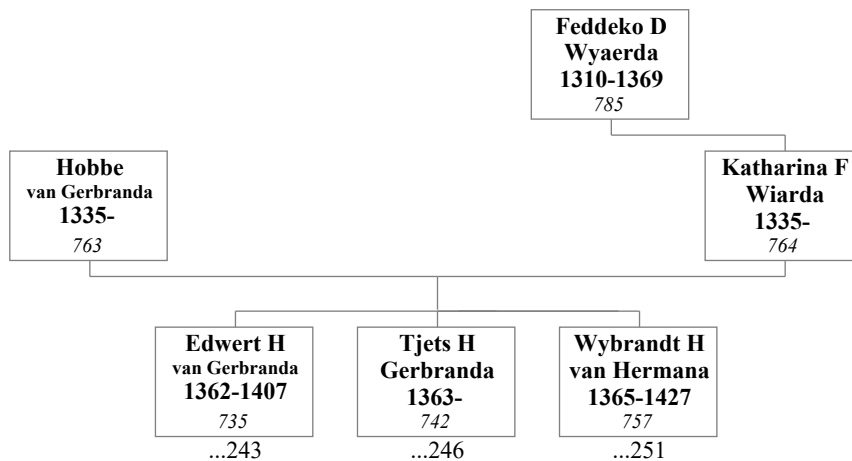 Feddeko D
Wyaerda
1310-1369
785
Hobbe
van Gerbranda
1335-
763
Katharina F
Wiarda
1335-
764
Edwert H
van Gerbranda
1362-1407
735
...243
Tjets H
Gerbranda
1363-
742
...246
Wybrandt H
van Hermana
1365-1427
757
...251